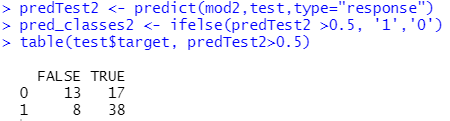 > predTest2 <- predict(mod2,test,type="response")
> pred_classes2 <- ifelse(predTest2 >0.5, '1','0')
> table(test$target, predTest2>0.5)
FALSE TRUE
0 13 17
1 8 38